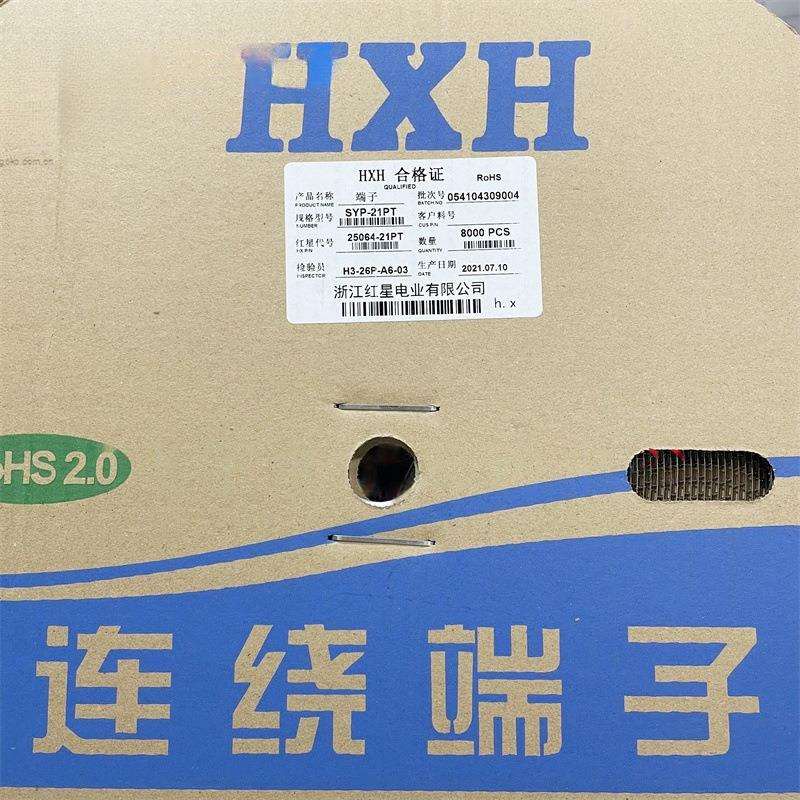 HXH
HXH 合格证 RoHS
QUALIFIED
产品名称 端子 批次号 054104309004
PRODUCT NAME BATCH NO
规格型号 SYP-21PT 客户料号
NUMBER CUS P/N
红星代号 25064-21PT 数量 8000 PCS
HX P/N QUANTITY
检验员 H3-26P-A6-03 生产日期 2021.07.10
INSPECTOR DATE
浙江红星电业有限公司
h.x
HS 2.0
连绕端子